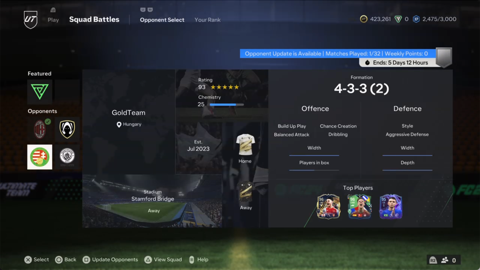 Play
Squad Battles
Opponent Select
Your Rank
423,261
0
2,475/3,000
Opponent Update is Available | Matches Played: 1/32 | Weekly Points: 0
Ends: 5 Days 12 Hours
Featured
Opponents
GoldTeam
Hungary
Rating
93
Chemistry
25
Est.
Jul 2023
Home
Away
Stadium
Stamford Bridge
Away
Formation
4-3-3 (2)
Offence
Defence
Build Up Play
Balanced Attack
Chance Creation
Dribbling
Width
Players in box
Style
Aggressive Defense
Width
Depth
Top Players
Select
Back
Update Opponents
View Squad
Help
0